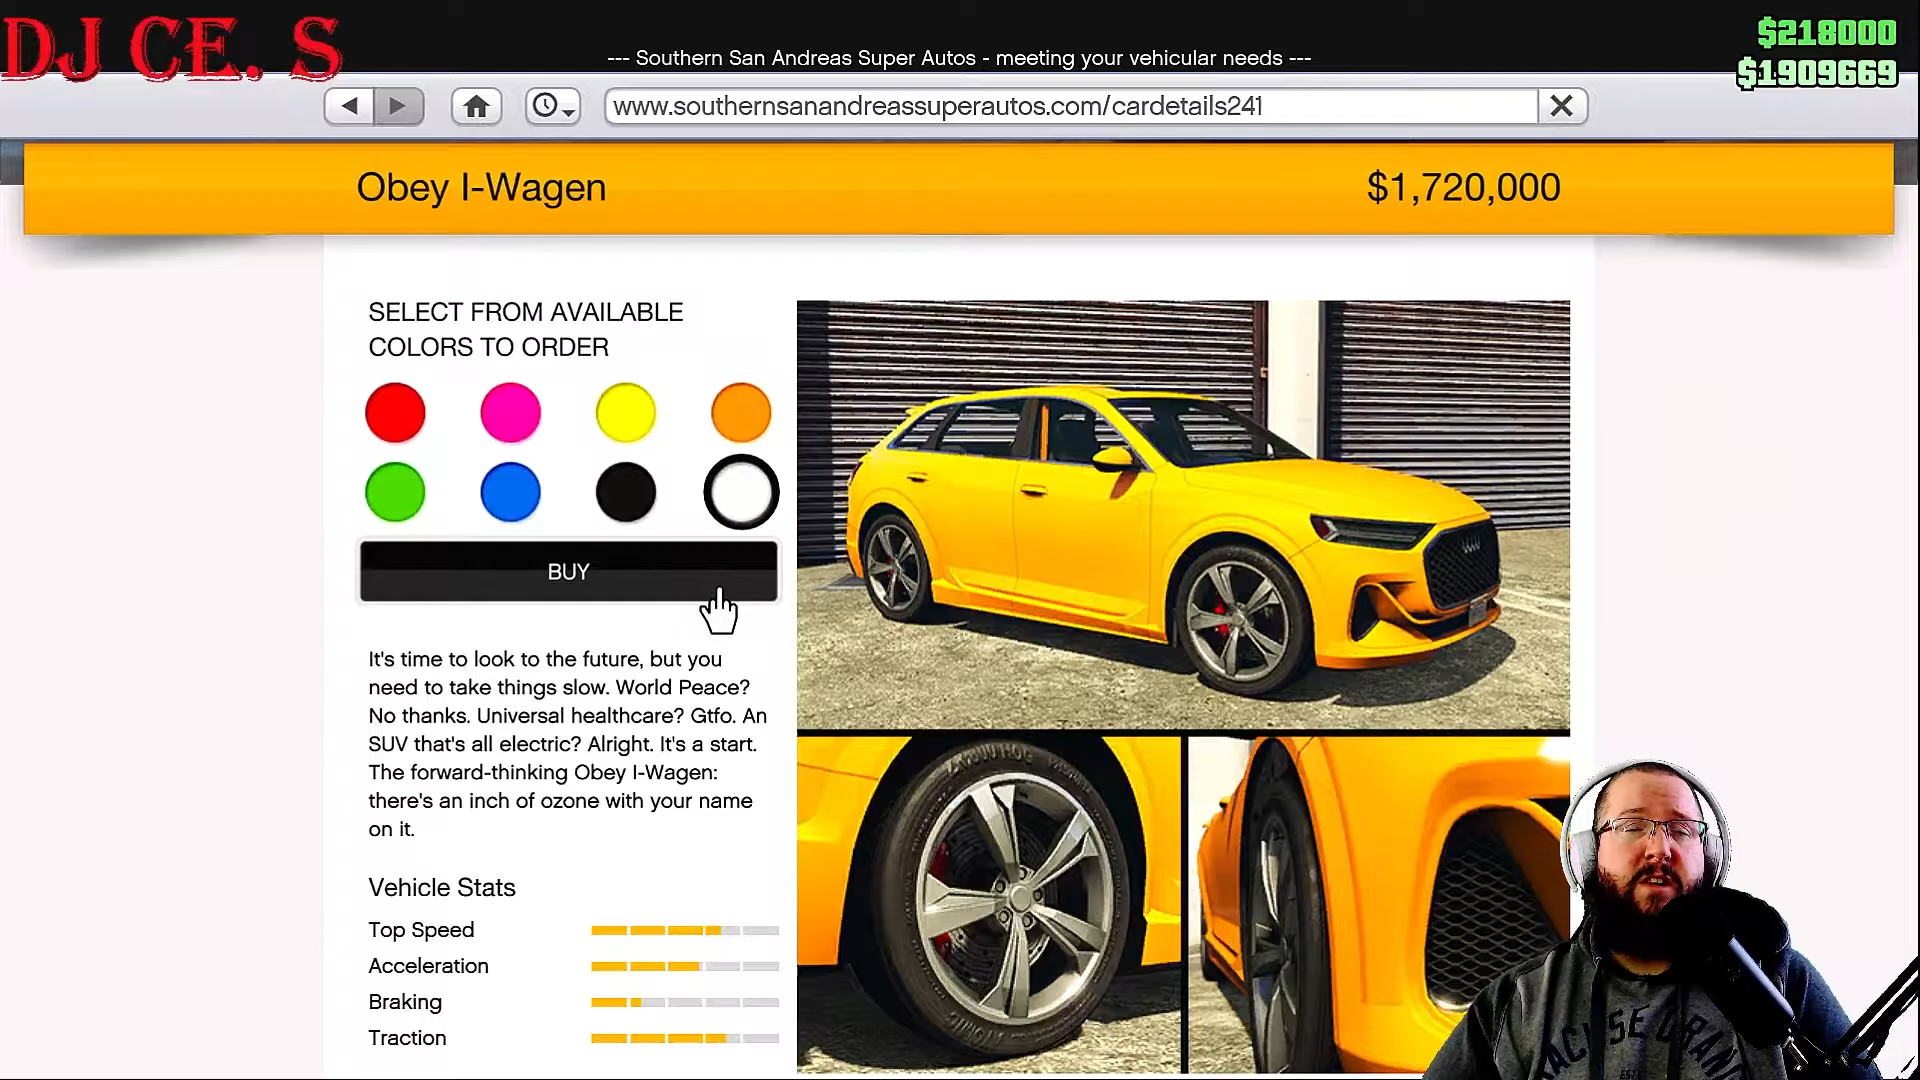 DJ CE. S
--- Southern San Andreas Super Autos - meeting your vehicular needs ---
$218000
$1909669
www.southernsanandreassuperautos.com/cardetails241
Obey I-Wagen
$1,720,000
SELECT FROM AVAILABLE
COLORS TO ORDER
BUY
It's time to look to the future, but you
need to take things slow. World Peace?
No thanks. Universal healthcare? Gtfo. An
SUV that's all electric? Alright. It's a start.
The forward-thinking Obey I-Wagen:
there's an inch of ozone with your name
on it.
Vehicle Stats
Top Speed
Acceleration
Braking
Traction